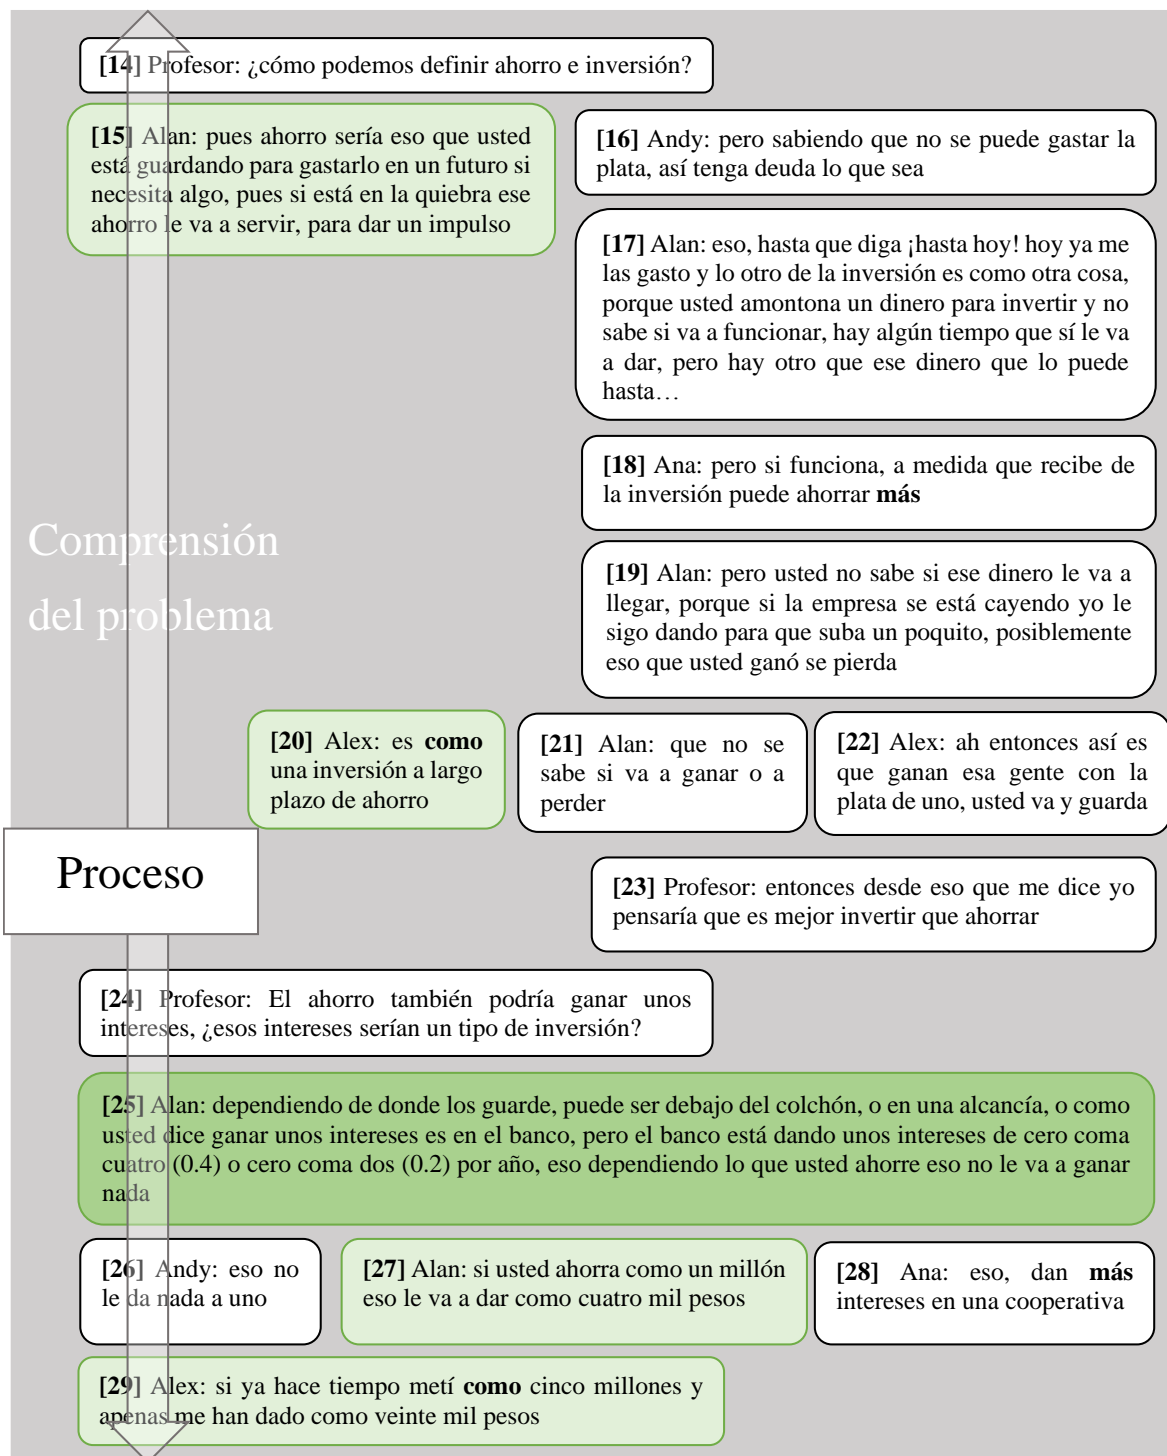 [14] Profesor: ¿cómo podemos definir ahorro e inversión?
[15] Alan: pues ahorro sería eso que usted
está guardando para gastarlo en un futuro si
necesita algo, pues si está en la quiebra ese
ahorro le va a servir, para dar un impulso
[16] Andy: pero sabiendo que no se puede gastar la
plata, así tenga deuda lo que sea
[17] Alan: eso, hasta que diga ¡hasta hoy! hoy ya me
las gasto y lo otro de la inversión es como otra cosa,
porque usted amontona un dinero para invertir y no
sabe si va a funcionar, hay algún tiempo que sí le va
a dar, pero hay otro que ese dinero que lo puede
hasta…
[18] Ana: pero si funciona, a medida que recibe de
la inversión puede ahorrar más
Comprensión
del problema
[19] Alan: pero usted no sabe si ese dinero le va a
llegar, porque si la empresa se está cayendo yo le
sigo dando para que suba un poquito, posiblemente
eso que usted ganó se pierda
[20] Alex: es como
una inversión a largo
plazo de ahorro
[21] Alan: que no se
sabe si va a ganar o a
perder
[22] Alex: ah entonces así es
que ganan esa gente con la
plata de uno, usted va y guarda
Proceso
[23] Profesor: entonces desde eso que me dice yo
pensaría que es mejor invertir que ahorrar
[24] Profesor: El ahorro también podría ganar unos
intereses, ¿esos intereses serían un tipo de inversión?
[25] Alan: dependiendo de donde los guarde, puede ser debajo del colchón, o en una alcancía, o como
usted dice ganar unos intereses es en el banco, pero el banco está dando unos intereses de cero coma
cuatro (0.4) o cero coma dos (0.2) por año, eso dependiendo lo que usted ahorre eso no le va a ganar
nada
[26] Andy: eso no
le da nada a uno
[27] Alan: si usted ahorra como un millón
eso le va a dar como cuatro mil pesos
[28] Ana: eso, dan más
intereses en una cooperativa
[29] Alex: si ya hace tiempo metí como cinco millones y
apenas me han dado como veinte mil pesos